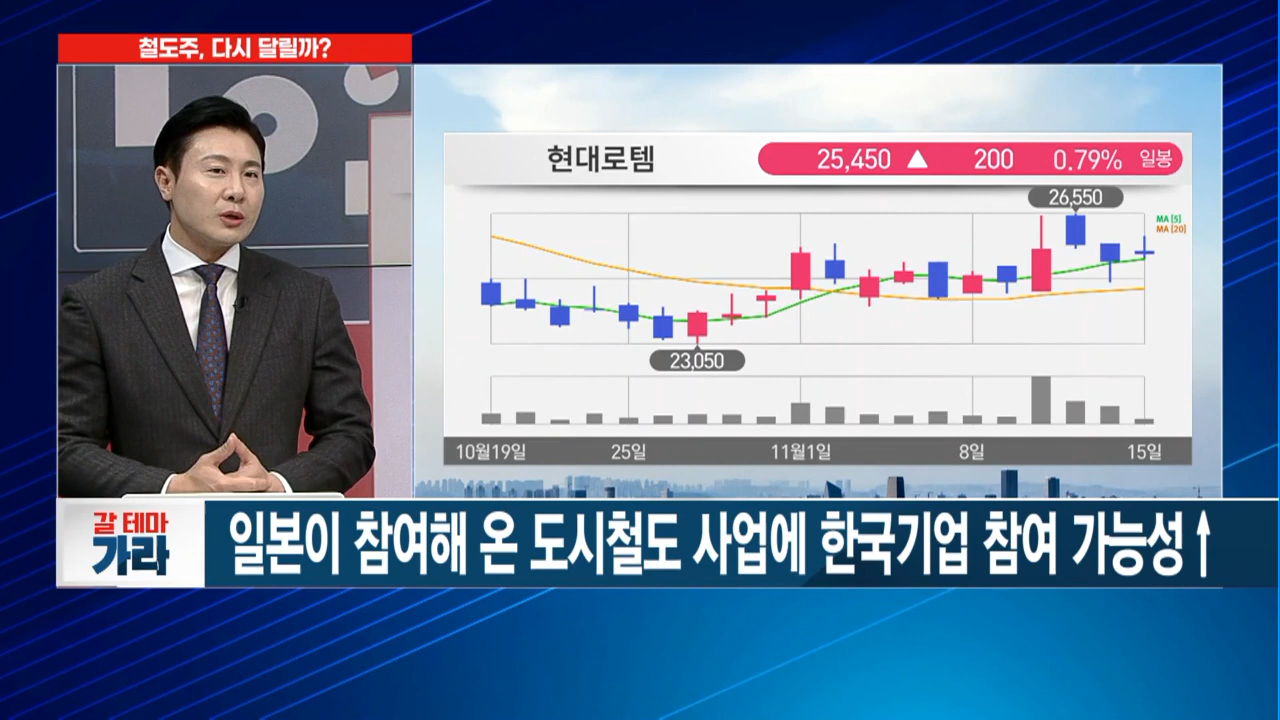 철도주, 다시 달릴까?
현대로템
25,450 ▲ 200 0.79% 일봉
26,550
MA [5]
MA [20]
23,050
10월19일 25일 11월1일 8일 15일
갈 테마
가라
일본이 참여해 온 도시철도 사업에 한국기업 참여 가능성↑